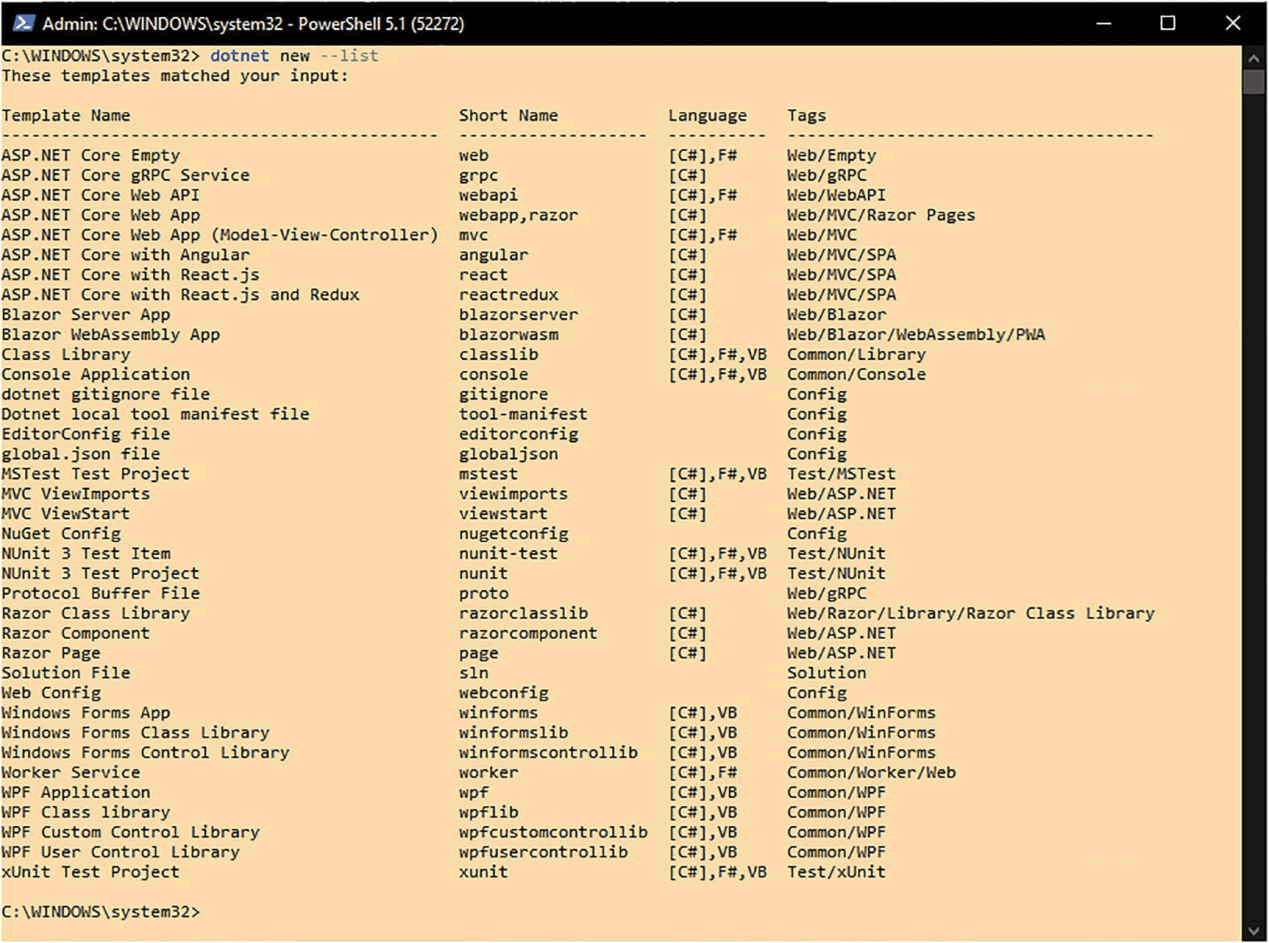 Admin: C:\WINDOWS\system32 - PowerShell 5.1 (52272)
C:\WINDOWS\system32> dotnet new --list
These templates matched your input:
Template Name Short Name Language Tags
-------------------------------------------- ------------------- ---------- -------------------------------------
ASP.NET Core Empty web [C#],F# Web/Empty
ASP.NET Core gRPC Service grpc [C#] Web/gRPC
ASP.NET Core Web API webapi [C#],F# Web/WebAPI
ASP.NET Core Web App webapp,razor [C#] Web/MVC/Razor Pages
ASP.NET Core Web App (Model-View-Controller) mvc [C#],F# Web/MVC
ASP.NET Core with Angular angular [C#] Web/MVC/SPA
ASP.NET Core with React.js react [C#] Web/MVC/SPA
ASP.NET Core with React.js and Redux reactredux [C#] Web/MVC/SPA
Blazor Server App blazorserver [C#] Web/Blazor
Blazor WebAssembly App blazorwasm [C#] Web/Blazor/WebAssembly/PWA
Class Library classlib [C#],F#,VB Common/Library
Console Application console [C#],F#,VB Common/Console
dotnet gitignore file gitignore Config
Dotnet local tool manifest file tool-manifest Config
EditorConfig file editorconfig Config
global.json file globaljson Config
MSTest Test Project mstest [C#],F#,VB Test/MSTest
MVC ViewImports viewimports [C#] Web/ASP.NET
MVC ViewStart viewstart [C#] Web/ASP.NET
NuGet Config nugetconfig Config
NUnit 3 Test Item nunit-test [C#],F#,VB Test/NUnit
NUnit 3 Test Project nunit [C#],F#,VB Test/NUnit
Protocol Buffer File proto Web/gRPC
Razor Class Library razorclasslib [C#] Web/Razor/Library/Razor Class Library
Razor Component razorcomponent [C#] Web/ASP.NET
Razor Page page [C#] Web/ASP.NET
Solution File sln Solution
Web Config webconfig Config
Windows Forms App winforms [C#],VB Common/WinForms
Windows Forms Class Library winformslib [C#],VB Common/WinForms
Windows Forms Control Library winformscontrollib [C#],VB Common/WinForms
Worker Service worker [C#],F# Common/Worker/Web
WPF Application wpf [C#],VB Common/WPF
WPF Class library wpflib [C#],VB Common/WPF
WPF Custom Control Library wpfcustomcontrollib [C#],VB Common/WPF
WPF User Control Library wpfusercontrollib [C#],VB Common/WPF
xUnit Test Project xunit [C#],F#,VB Test/xUnit
C:\WINDOWS\system32>